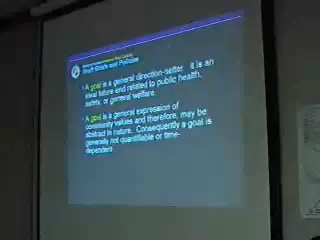 Draft Goals and Policies
A goal is a general direction-setter. It is an
ideal future end related to public health,
safety, or general welfare.
A goal is a general expression of
community values and therefore, may be
abstract in nature. Consequently a goal is
generally not quantifiable or time-
dependent